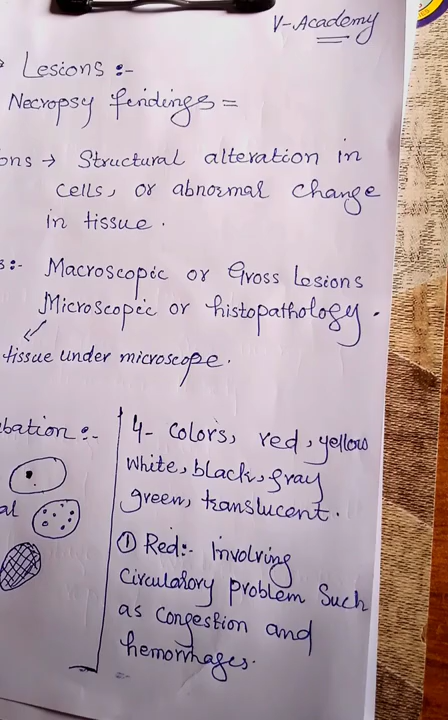 V-Academy
Lesions :-
Necropsy findings =
ons → Structural alteration in
cells, or abnormal change
in tissue.
s:- Macroscopic or Gross Lesions
Microscopic or histopathology.
tissue under microscope.
bation :-
al
4- Colors, red, yellow
white, black, gray
green, translucent.
① Red:- Involving
Circulatory problem Such
as Congestion and
hemorrhages.